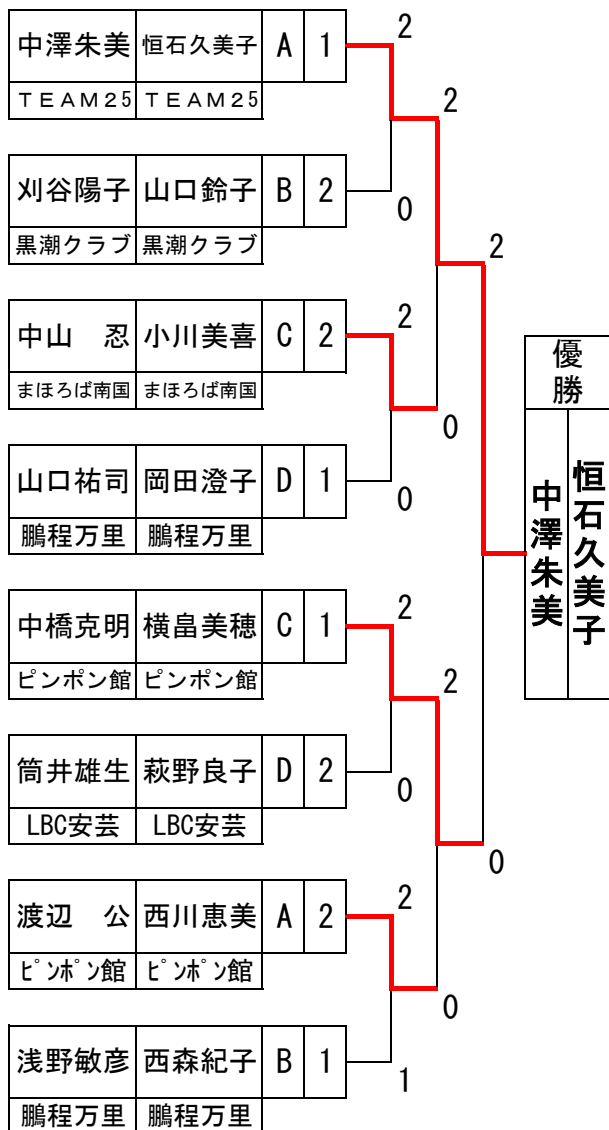 中澤朱美 恒石久美子 A 1
ＴＥＡＭ25 ＴＥＡＭ25
2
2
刈谷陽子 山口鈴子 B 2
黒潮クラブ 黒潮クラブ
0
2
中山　忍 小川美喜 C 2
まほろば南国 まほろば南国
2
0
山口祐司 岡田澄子 D 1
鵬程万里 鵬程万里
0
優勝
中澤朱美
恒石久美子
中橋克明 横畠美穂 C 1
ピンポン館 ピンポン館
2
2
筒井雄生 萩野良子 D 2
LBC安芸 LBC安芸
0
0
渡辺　公 西川恵美 A 2
ﾋﾟﾝﾎﾟﾝ館 ﾋﾟﾝﾎﾟﾝ館
2
0
浅野敏彦 西森紀子 B 1
鵬程万里 鵬程万里
1